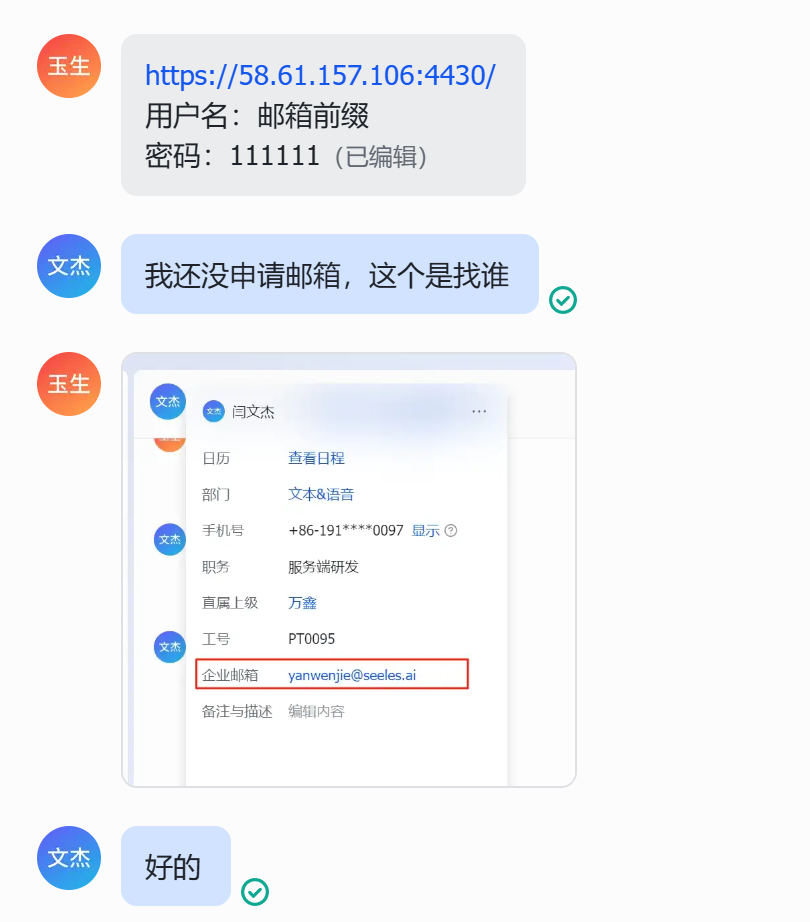 玉生
https://58.61.157.106:4430/
用户名：邮箱前缀
密码：111111（已编辑）
文杰
我还没申请邮箱，这个是找谁
玉生
文杰
文杰 闫文杰 ···
日历 查看日程
部门 文本&语音
手机号 +86-191****0097 显示
文杰
职务 服务端研发
直属上级 万鑫
工号 PT0095
文杰
企业邮箱 yanwenjie@seeles.ai
备注与描述 编辑内容
文杰
好的